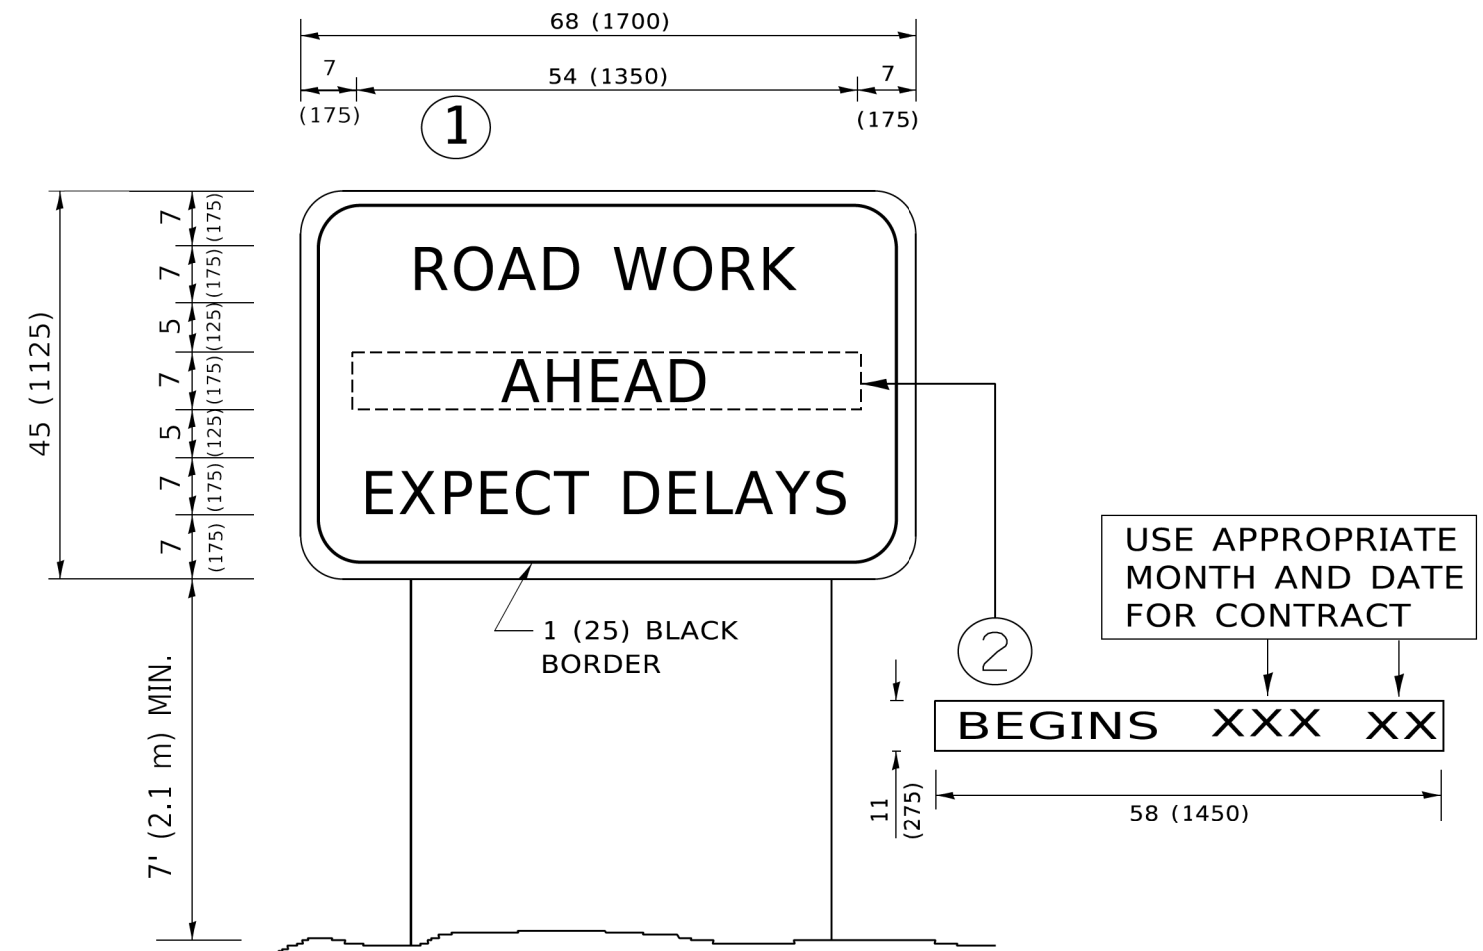 68 (1700)
7
54 (1350)
7
(175)
(175)
1
45 (1125)
7
(175)
7
(175)
5
(125)
7
(175)
5
(125)
7
(175)
7
(175)
ROAD WORK
AHEAD
EXPECT DELAYS
1 (25) BLACK
BORDER
7' (2.1 m) MIN.
USE APPROPRIATE
MONTH AND DATE
FOR CONTRACT
2
BEGINS XXX XX
11
(275)
58 (1450)